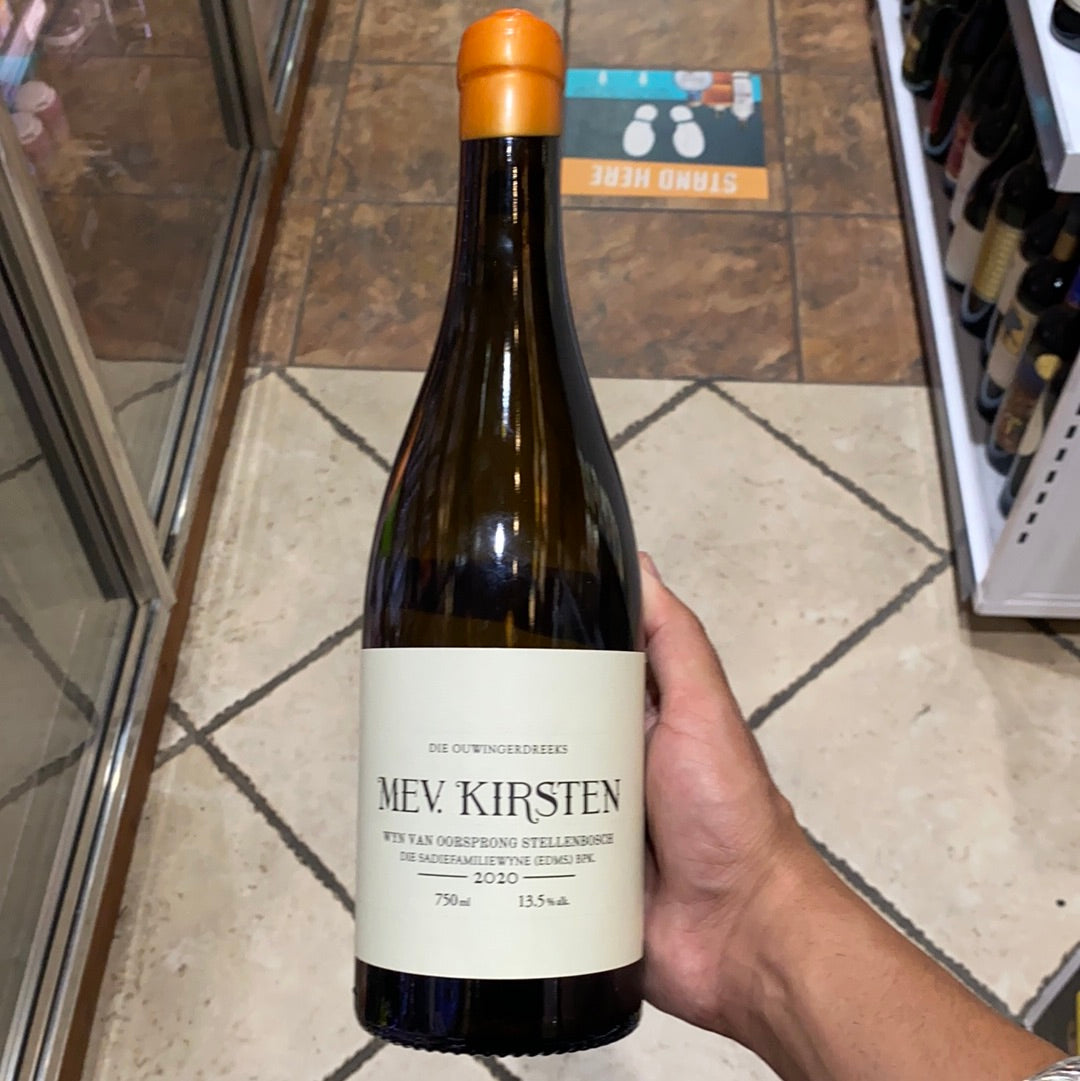 STAND HERE
DIE OUWINGERDREEKS
MEV. KIRSTEN
WYN VAN OORSPRONG STELLENBOSCH
DIE SADIEFAMILIEWYNE (EDMS.) BPK.
2020
750 ml 13.5 % alk.